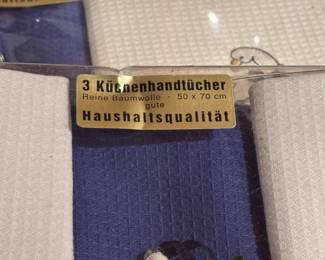 3 Küchenhandtücher
Reine Baumwolle - 50 x 70 cm
gute
Haushaltsqualität